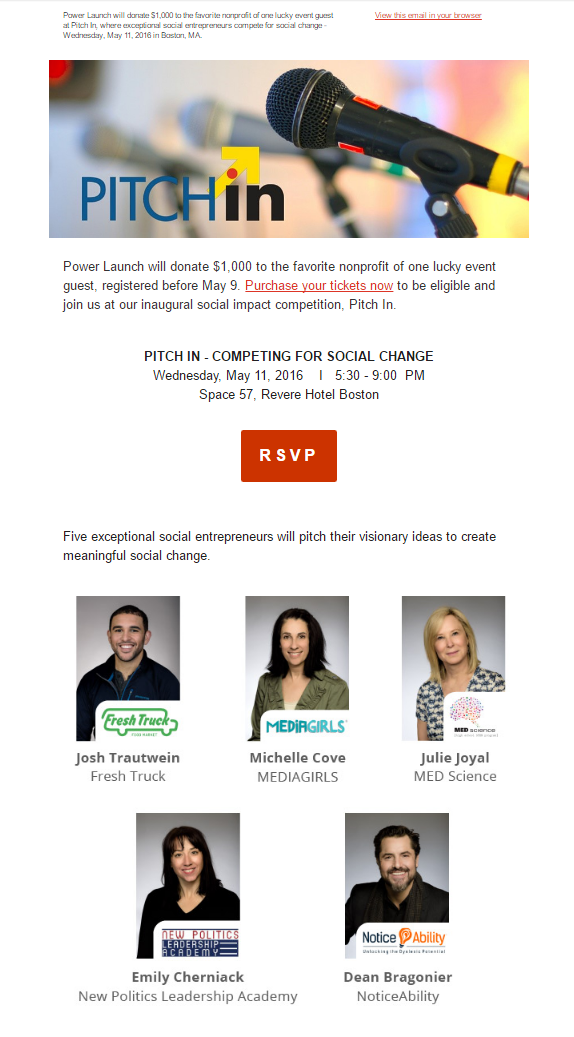 Power Launch will donate $1,000 to the favorite nonprofit of one lucky event guest
at Pitch In, where exceptional social entrepreneurs compete for social change -
Wednesday, May 11, 2016 in Boston, MA.
View this email in your browser
PITCH in
Power Launch will donate $1,000 to the favorite nonprofit of one lucky event
guest, registered before May 9. Purchase your tickets now to be eligible and
join us at our inaugural social impact competition, Pitch In.
PITCH IN - COMPETING FOR SOCIAL CHANGE
Wednesday, May 11, 2016 I 5:30 - 9:00 PM
Space 57, Revere Hotel Boston
RSVP
Five exceptional social entrepreneurs will pitch their visionary ideas to create
meaningful social change.
Fresh Truck
MEDIAGIRLS
MED science
Josh Trautwein
Fresh Truck
Michelle Cove
MEDIAGIRLS
Julie Joyal
MED Science
NEW POLITICS
LEADERSHIP
ACADEMY
Notice Ability
Unlocking the Dyslexic Potential
Emily Cherniack
New Politics Leadership Academy
Dean Bragonier
NoticeAbility